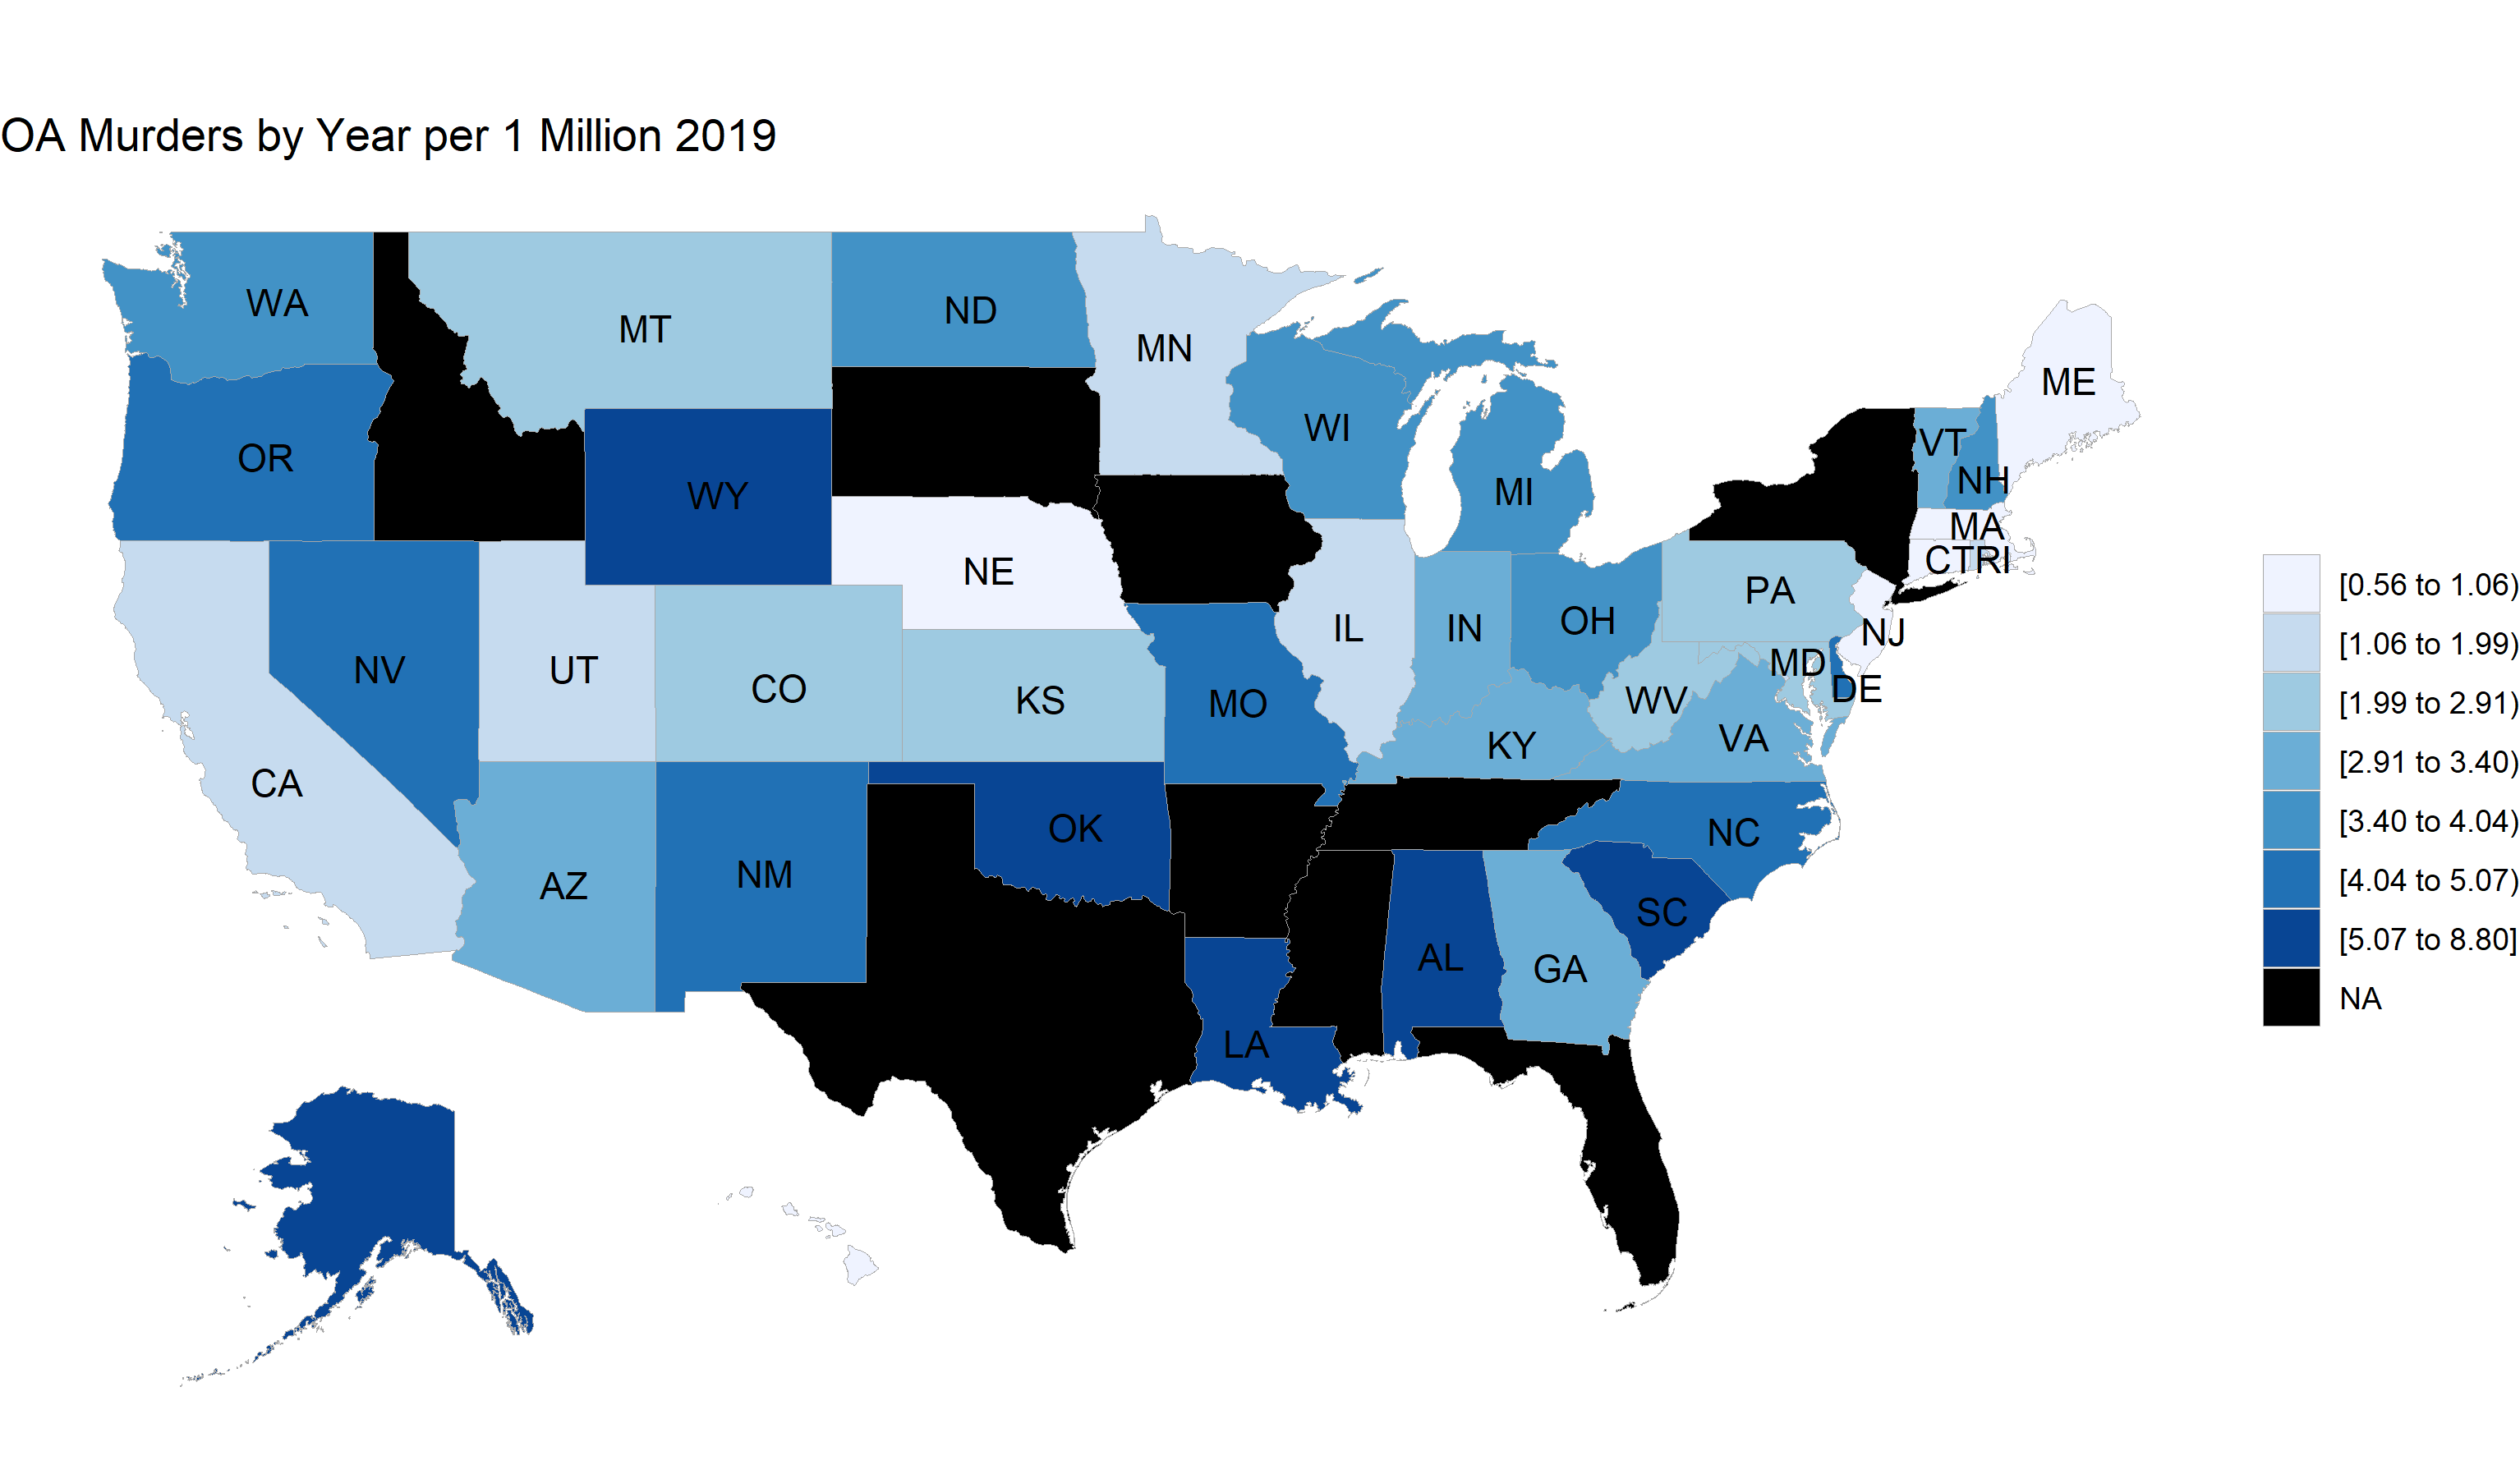 OA Murders by Year per 1 Million 2019
WA
MT
ND
MN
ME
OR
WY
WI
MI
VT
NH
MA
CT
RI
NE
PA
NJ
NV
UT
CO
KS
MO
IL
IN
OH
WV
MD
DE
KY
VA
CA
AZ
NM
OK
NC
SC
AL
GA
LA
[0.56 to 1.06)
[1.06 to 1.99)
[1.99 to 2.91)
[2.91 to 3.40)
[3.40 to 4.04)
[4.04 to 5.07)
[5.07 to 8.80]
NA